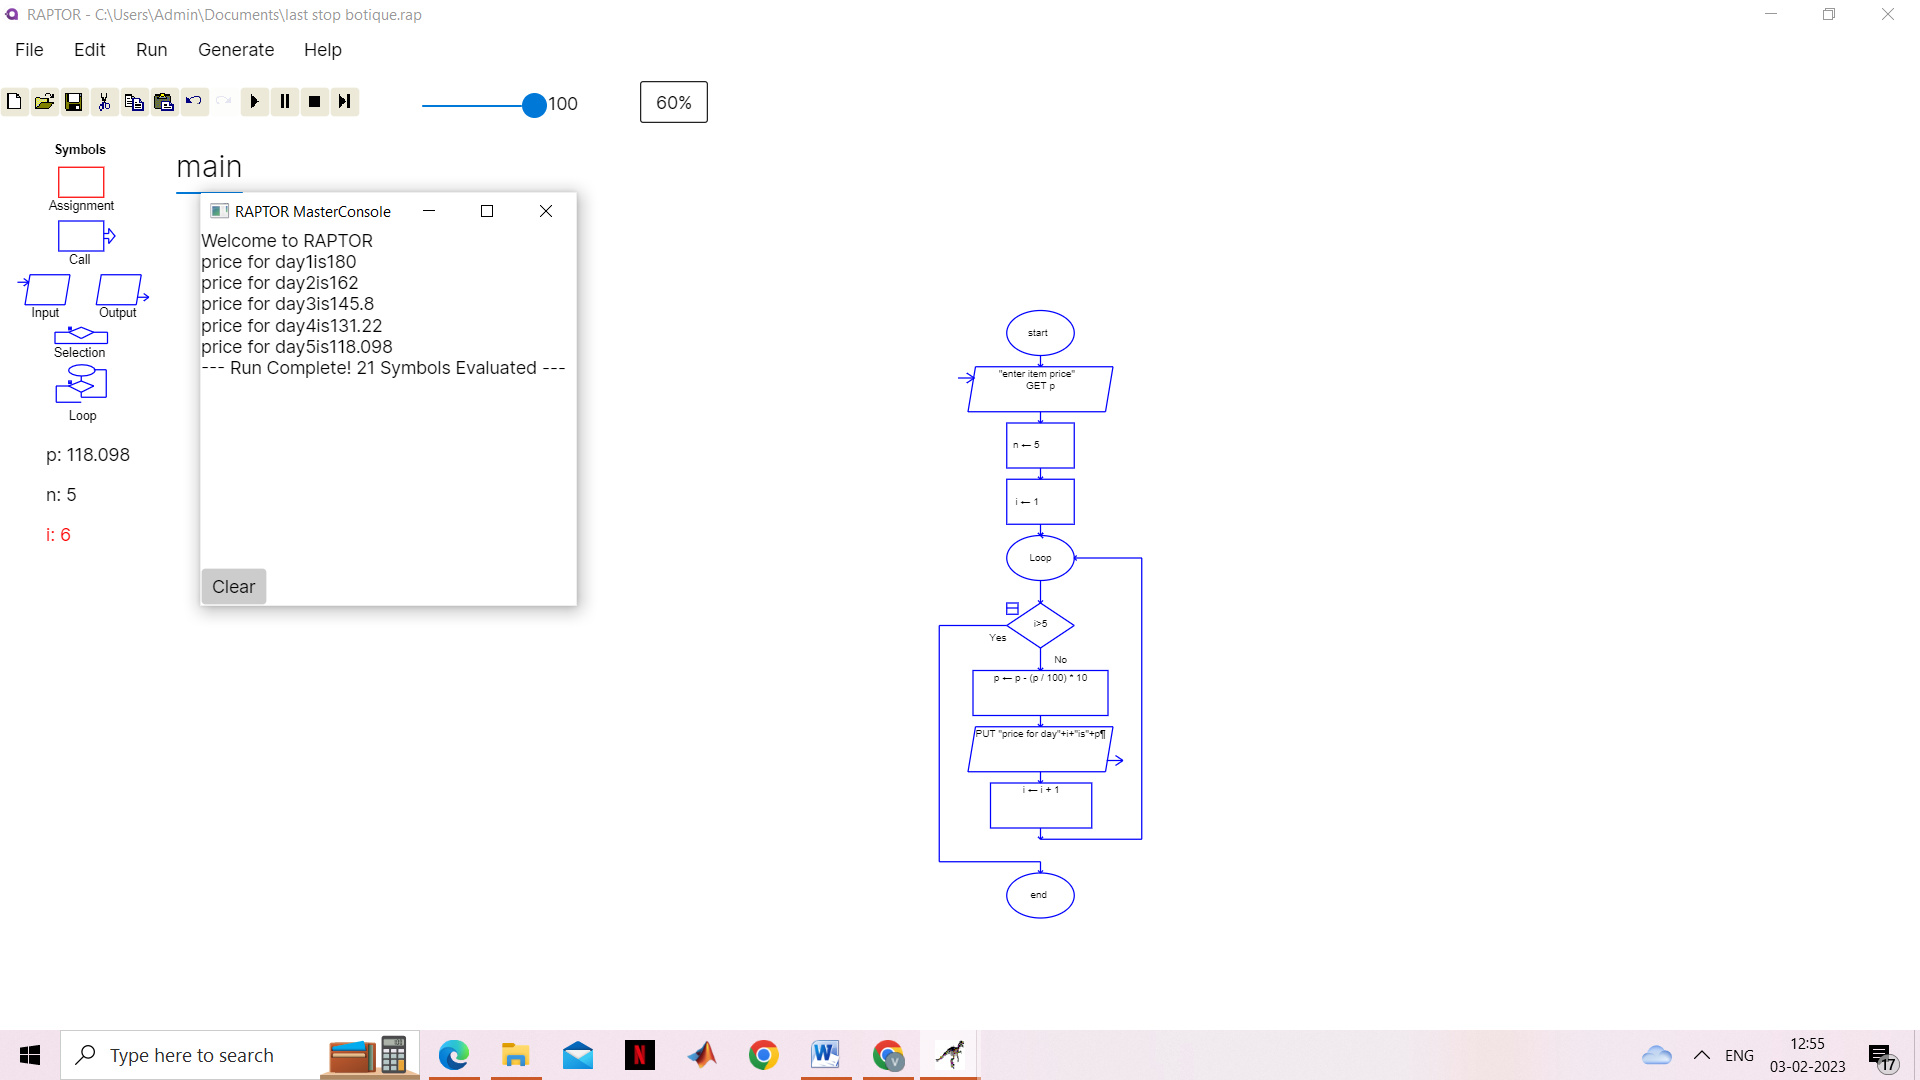 RAPTOR - C:\Users\Admin\Documents\last stop botique.rap
File Edit Run Generate Help
100
60%
Symbols
Assignment
Call
Input Output
Selection
Loop
p: 118.098
n: 5
i: 6
main
RAPTOR MasterConsole
Welcome to RAPTOR
price for day1is180
price for day2is162
price for day3is145.8
price for day4is131.22
price for day5is118.098
--- Run Complete! 21 Symbols Evaluated ---
Clear
start
"enter item price"
GET p
n ← 5
i ← 1
Loop
i>5
Yes
No
p ← p - (p / 100) * 10
PUT "price for day"+i+"is"+p¶
i ← i + 1
end
Type here to search
ENG
12:55
03-02-2023
17